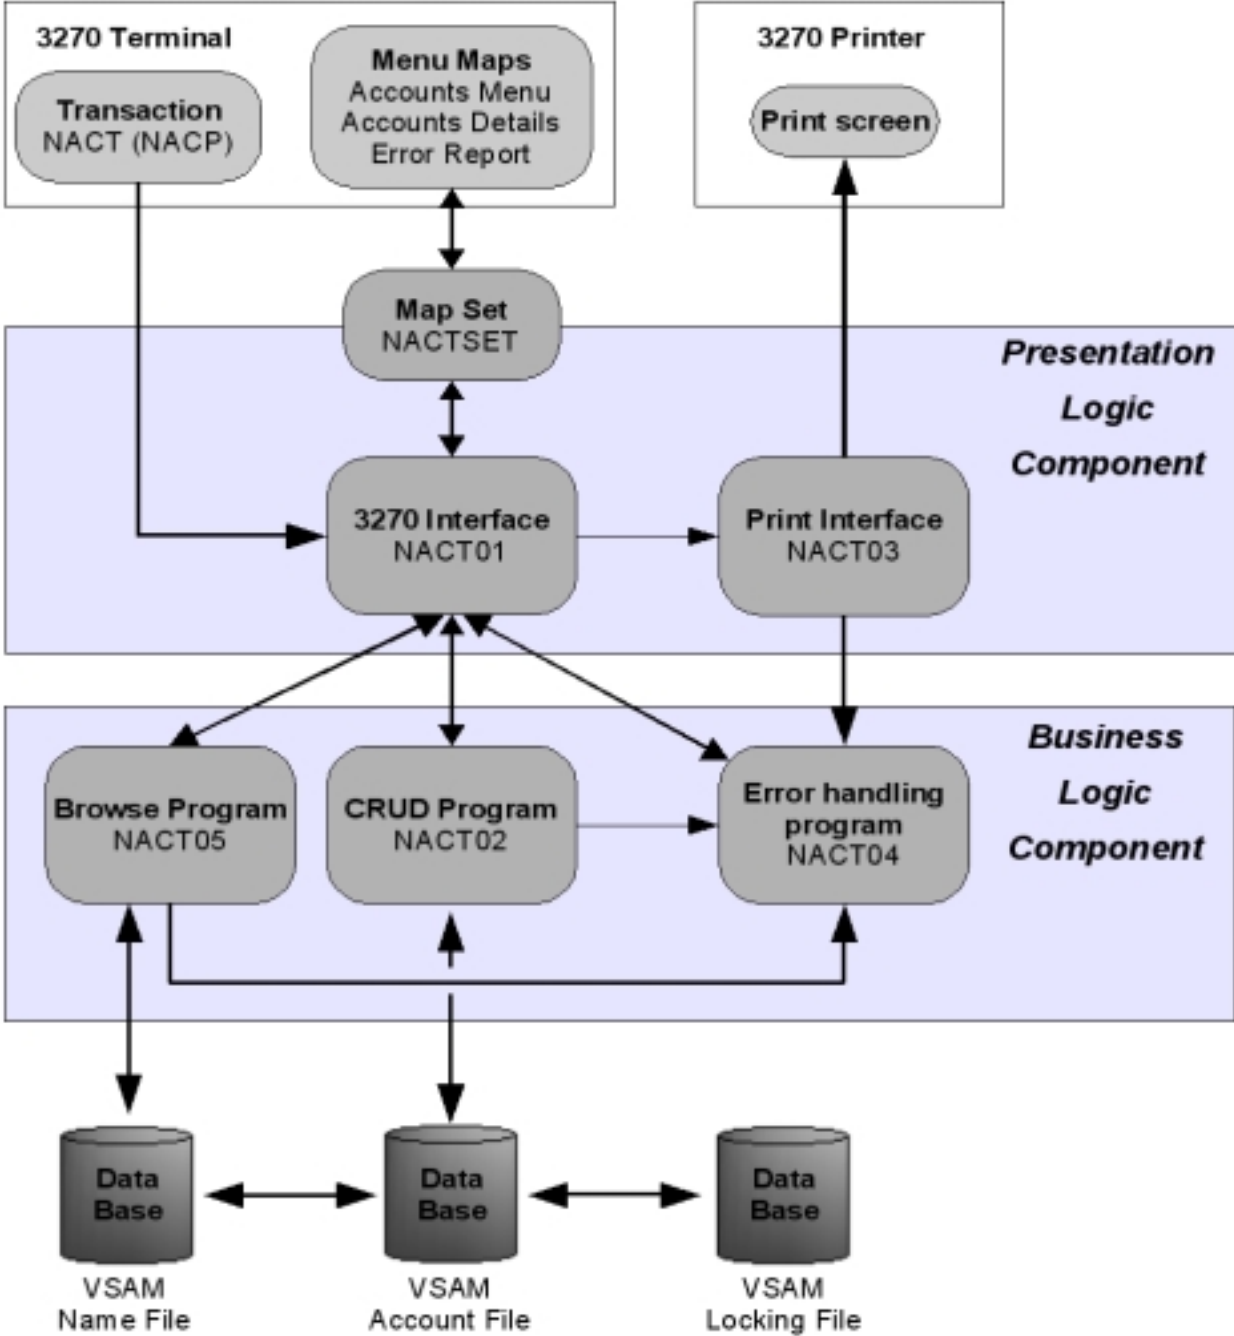 3270 Terminal
Transaction
NACT (NACP)
Menu Maps
Accounts Menu
Accounts Details
Error Report
3270 Printer
Print screen
Map Set
NACTSET
Presentation
Logic
Component
3270 Interface
NACT01
Print Interface
NACT03
Business
Logic
Component
Browse Program
NACT05
CRUD Program
NACT02
Error handling
program
NACT04
Data
Base
VSAM
Name File
Data
Base
VSAM
Account File
Data
Base
VSAM
Locking File